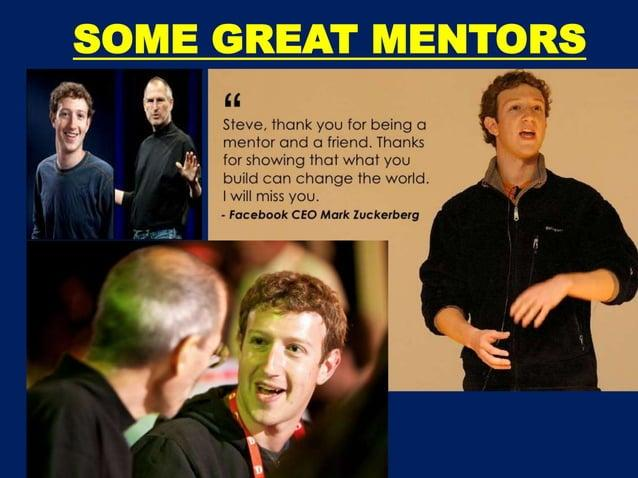 SOME GREAT MENTORS
“
Steve, thank you for being a
mentor and a friend. Thanks
for showing that what you
build can change the world.
I will miss you.
- Facebook CEO Mark Zuckerberg